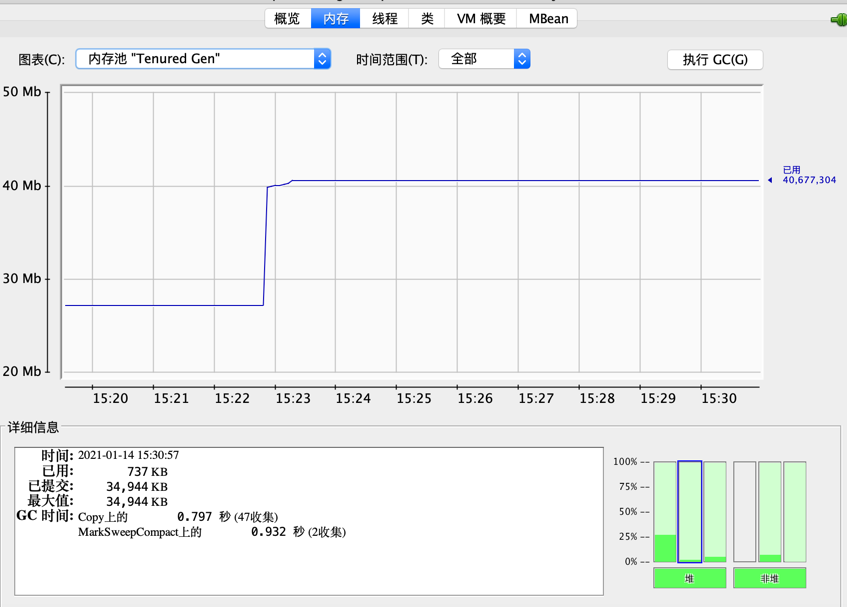 概览 内存 线程 类 VM 概要 MBean
图表(C): 内存池 "Tenured Gen" 时间范围(T): 全部 执行 GC(G)
50 Mb
40 Mb
30 Mb
20 Mb
已用
40,677,304
15:20 15:21 15:22 15:23 15:24 15:25 15:26 15:27 15:28 15:29 15:30
详细信息
时间: 2021-01-14 15:30:57
已用: 737 KB
已提交: 34,944 KB
最大值: 34,944 KB
GC 时间: Copy上的 0.797 秒 (47收集)
MarkSweepCompact上的 0.932 秒 (2收集)
100% --
75% --
50% --
25% --
0% --
堆 非堆